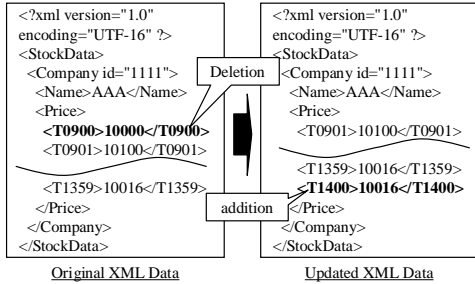 <?xml version="1.0"
encoding="UTF-16" ?>
<StockData>
<Company id="1111">
<Name>AAA</Name>
<Price>
<T0900>10000</T0900>
<T0901>10100</T0901>
<T1359>10016</T1359>
</Price>
</Company>
</StockData>
Original XML Data
Deletion
addition
<?xml version="1.0"
encoding="UTF-16" ?>
<StockData>
<Company id="1111">
<Name>AAA</Name>
<Price>
<T0901>10100</T0901>
<T1359>10016</T1359>
<T1400>10016</T1400>
</Price>
</Company>
</StockData>
Updated XML Data